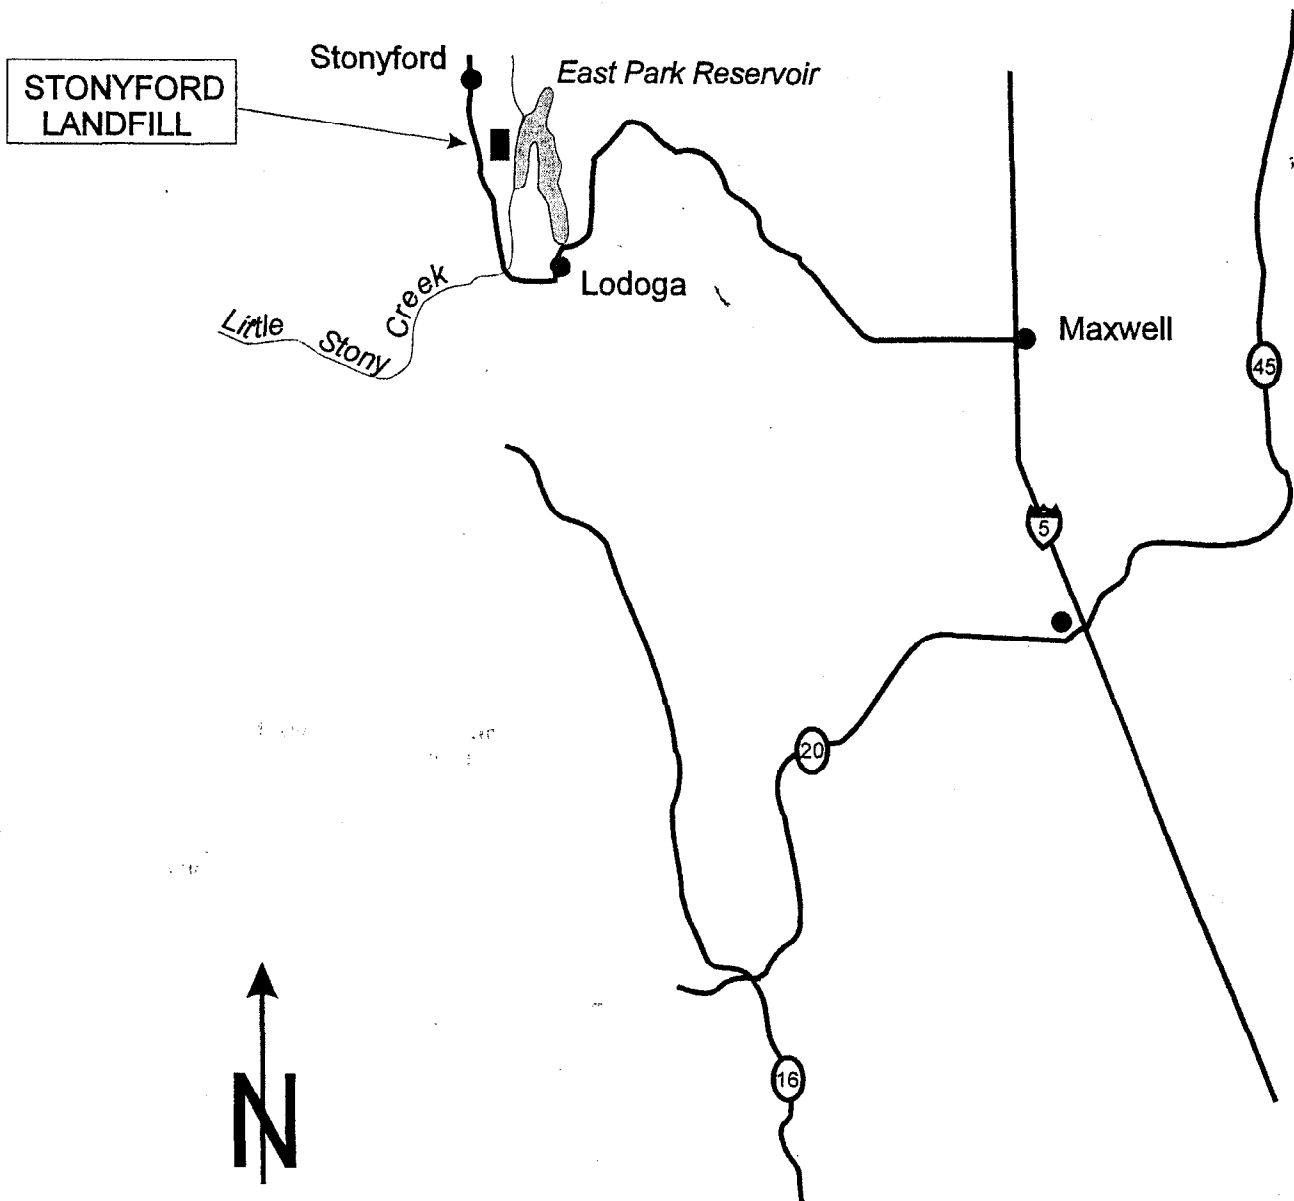 Stonyford
East Park Reservoir
STONYFORD
LANDFILL
Lodoga
Little Stony Creek
Maxwell
45
5
20
16
N